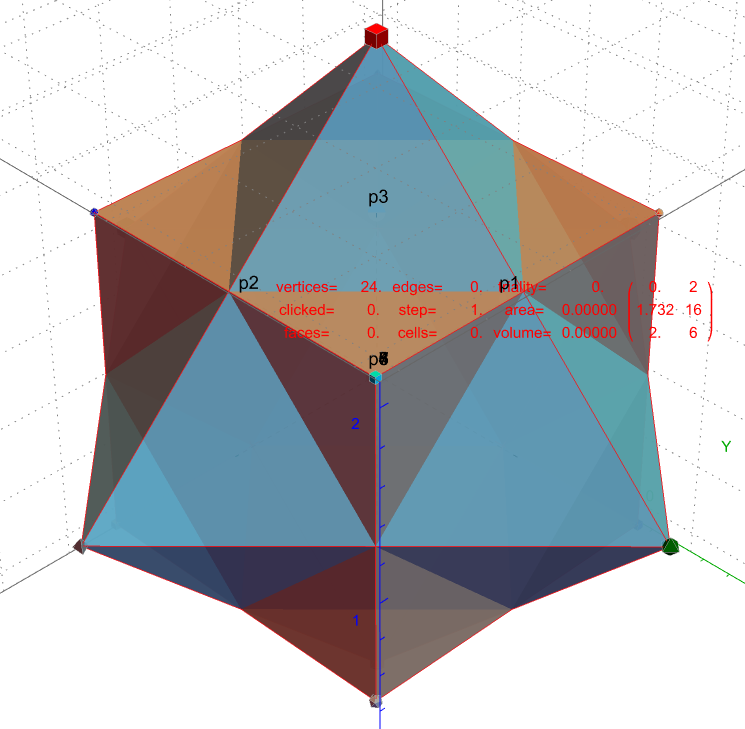 p3
p2 p1
vertices= 24. edges= 0. 0. 0. 2
clicked= 0. step= 1. area= 0.00000 1.732 16
faces= 0. cells= 0. volume= 0.00000 2. 6
2
Y
1